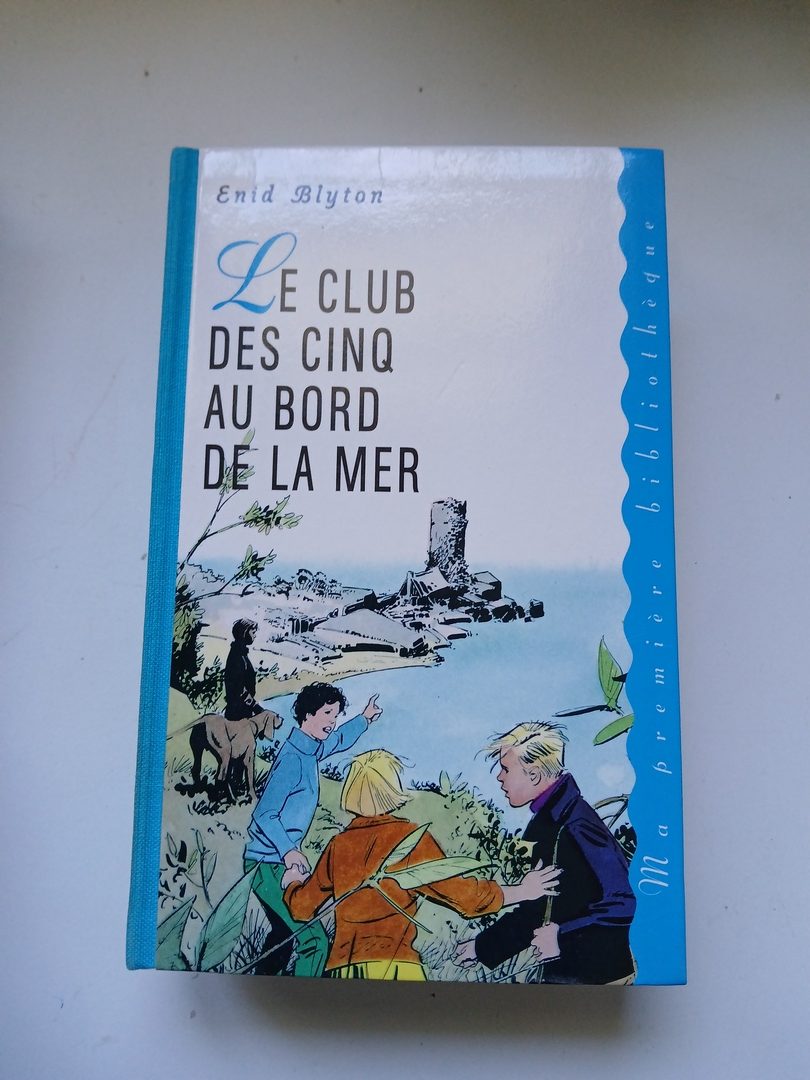 Enid Blyton
LE CLUB
DES CINQ
AU BORD
DE LA MER
Ma première bibliothèque